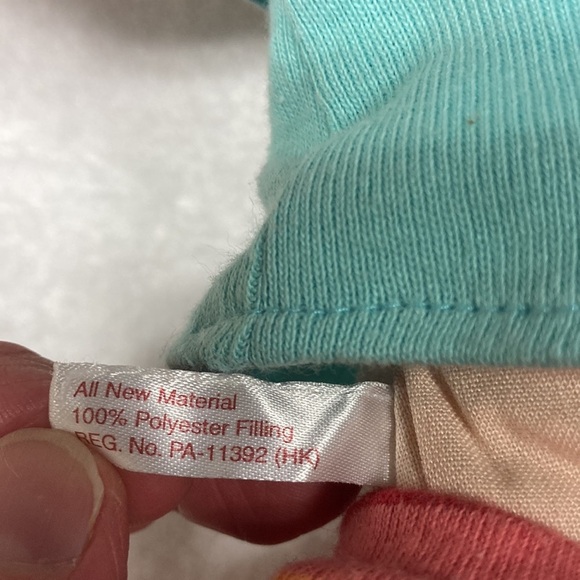 All New Material
100% Polyester Filling
REG. No. PA-11392 (HK)